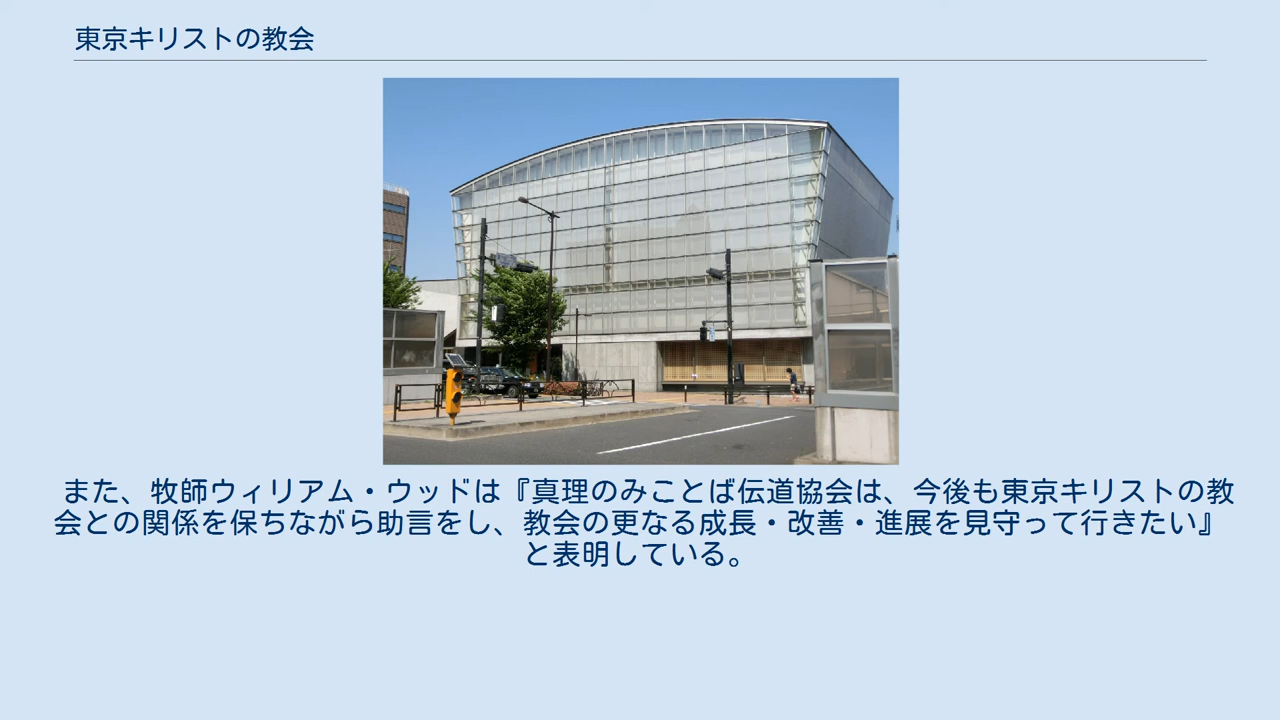 東京キリストの教会
また、牧師ウィリアム・ウッドは『真理のみことば伝道協会は、今後も東京キリストの教
会との関係を保ちながら助言をし、教会の更なる成長・改善・進展を見守って行きたい』
と表明している。